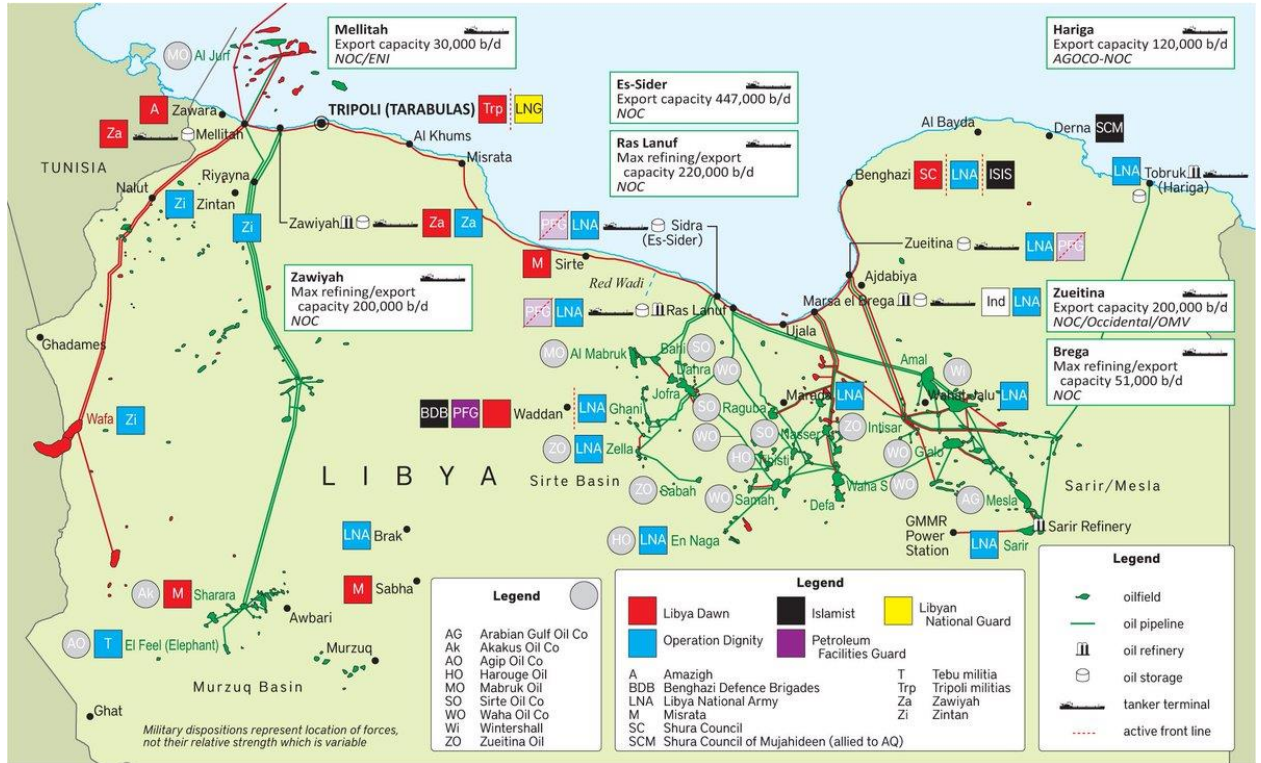 Mellitah
Export capacity 30,000 b/d
NOC/ENI
Hariga
Export capacity 120,000 b/d
AGOCO-NOC
MO Al Jurf
Es-Sider
Export capacity 447,000 b/d
NOC
A Zawara
TRIPOLI (TARABULAS) Trp LNG
Za Mellitah
Al Khums
Misrata
Ras Lanuf
Max refining/export
capacity 220,000 b/d
NOC
Al Bayda
Derna SCM
TUNISIA
Nalut
Riyayna
Zi Zintan
Zi
Benghazi SC LNA ISIS
LNA Tobruk
(Hariga)
Zawiyah Za Za
PFG LNA Sidra
(Es-Sider)
Zueitina LNA PFG
M Sirte
Red Wadi
Ajdabiya
Zawiyah
Max refining/export
capacity 200,000 b/d
NOC
PFG LNA Ras Lanuf
Marsa el Brega Ind LNA
Ujala
Zueitina
Export capacity 200,000 b/d
NOC/Occidental/OMV
Brega
Max refining/export
capacity 51,000 b/d
NOC
Ghadames
MO Al Mabruk
Bahi SO
Dahra WO
Amal Wi
Jofra
SO Raguba
Marada LNA
Wahat Jalu LNA
Wafa Zi
BDB PFG Waddan LNA Ghani
WO
SO Nasser
ZO Intisar
ZO LNA Zella
HO Tibisti
WO Gialo
LIBYA
Sirte Basin
ZO Sabah
WO Samah
Defa
Waha S WO
AG Mesla
Sarir/Mesla
LNA Brak
HO LNA En Naga
GMMR
Power
Station
Sarir Refinery
LNA Sarir
Ak M Sharara
M Sabha
Awbari
AO T El Feel (Elephant)
Murzuq
Murzuq Basin
Ghat
Military dispositions represent location of forces,
not their relative strength which is variable
Legend
AG Arabian Gulf Oil Co
Ak Akakus Oil Co
AO Agip Oil Co
HO Harouge Oil
MO Mabruk Oil
SO Sirte Oil Co
WO Waha Oil Co
Wi Wintershall
ZO Zueitina Oil
Legend
Libya Dawn
Islamist
Libyan
National Guard
Operation Dignity
Petroleum
Facilities Guard
A Amazigh
BDB Benghazi Defence Brigades
LNA Libya National Army
M Misrata
SC Shura Council
SCM Shura Council of Mujahideen (allied to AQ)
T Tebu militia
Trp Tripoli militias
Za Zawiyah
Zi Zintan
Legend
oilfield
oil pipeline
oil refinery
oil storage
tanker terminal
active front line